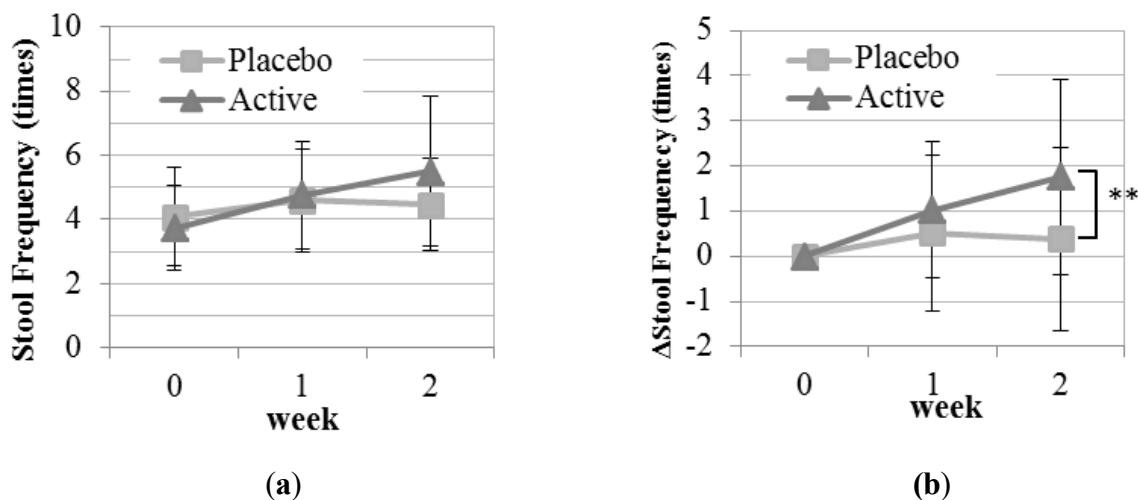 Stool Frequency (times)
10
8
6
4
2
0
Placebo
Active
0 1 2
week
(a)
ΔStool Frequenccy (times)
5
4
3
2
1
0
-1
-2
Placebo
Active
**
0 1 2
week
(b)